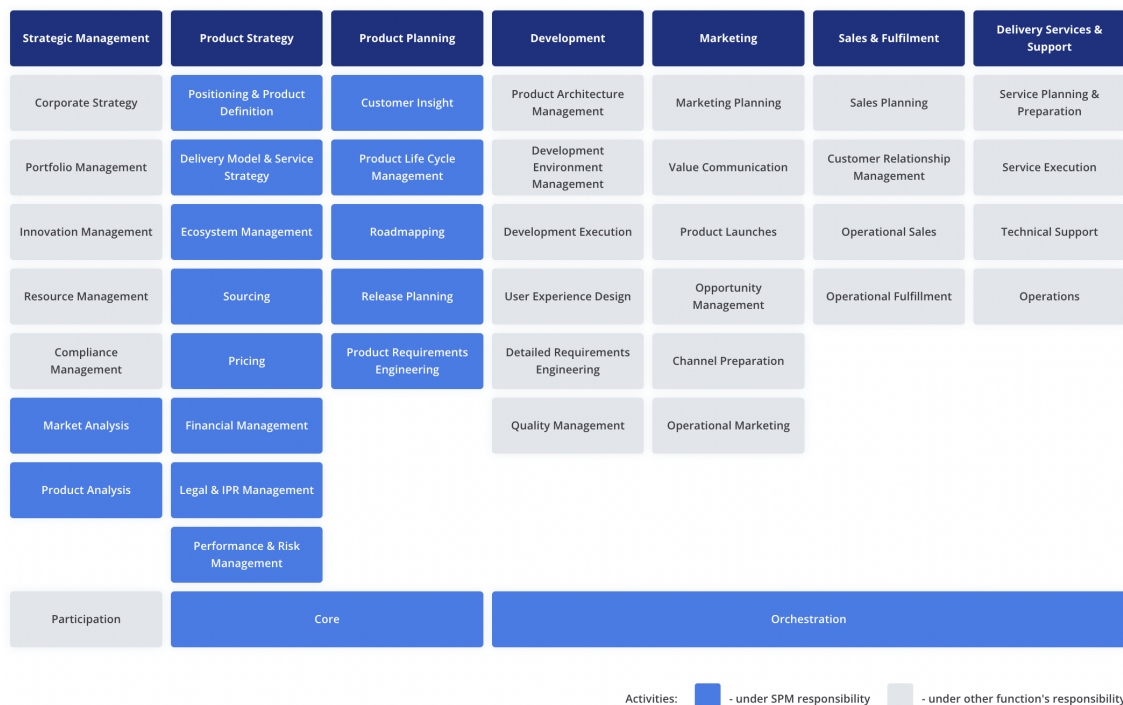 Strategic Management
Product Strategy
Product Planning
Development
Marketing
Sales & Fulfilment
Delivery Services &
Support
Corporate Strategy
Positioning & Product
Definition
Customer Insight
Product Architecture
Management
Marketing Planning
Sales Planning
Service Planning &
Preparation
Portfolio Management
Delivery Model & Service
Strategy
Product Life Cycle
Management
Development
Environment
Management
Value Communication
Customer Relationship
Management
Service Execution
Innovation Management
Ecosystem Management
Roadmapping
Development Execution
Product Launches
Operational Sales
Technical Support
Resource Management
Sourcing
Release Planning
User Experience Design
Opportunity
Management
Operational Fulfillment
Operations
Compliance
Management
Pricing
Product Requirements
Engineering
Detailed Requirements
Engineering
Channel Preparation
Market Analysis
Financial Management
Quality Management
Operational Marketing
Product Analysis
Legal & IPR Management
Performance & Risk
Management
Participation
Core
Orchestration
Activities:
- under SPM responsibility
- under other function's responsibility